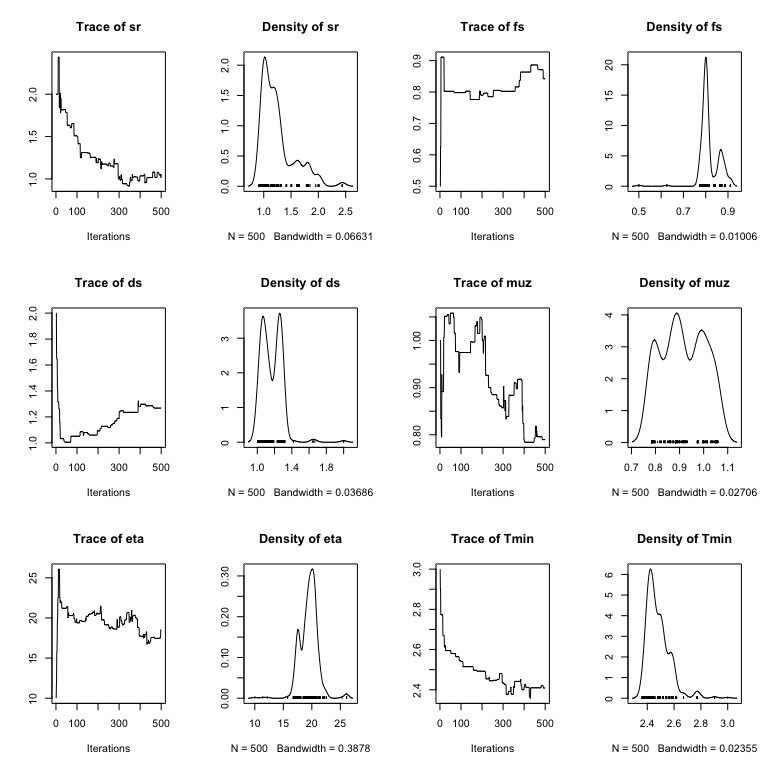 Trace of sr
Density of sr
Trace of fs
Density of fs
1.0 1.5 2.0
0 100 300 500
Iterations
0.0 0.5 1.0 1.5 2.0
1.0 1.5 2.0 2.5
N = 500 Bandwidth = 0.06631
0.5 0.6 0.7 0.8 0.9
0 100 300 500
Iterations
0 5 10 15 20
0.5 0.7 0.9
N = 500 Bandwidth = 0.01006
Trace of ds
Density of ds
Trace of muz
Density of muz
1.0 1.2 1.4 1.6 1.8 2.0
0 100 300 500
Iterations
0 1 2 3
1.0 1.4 1.8
N = 500 Bandwidth = 0.03686
0.80 0.90 1.00
0 100 300 500
Iterations
0 1 2 3 4
0.7 0.8 0.9 1.0 1.1
N = 500 Bandwidth = 0.02706
Trace of eta
Density of eta
Trace of Tmin
Density of Tmin
10 15 20 25
0 100 300 500
Iterations
0.00 0.10 0.20 0.30
10 15 20 25
N = 500 Bandwidth = 0.3878
2.4 2.6 2.8 3.0
0 100 300 500
Iterations
0 1 2 3 4 5 6
2.4 2.6 2.8 3.0
N = 500 Bandwidth = 0.02355